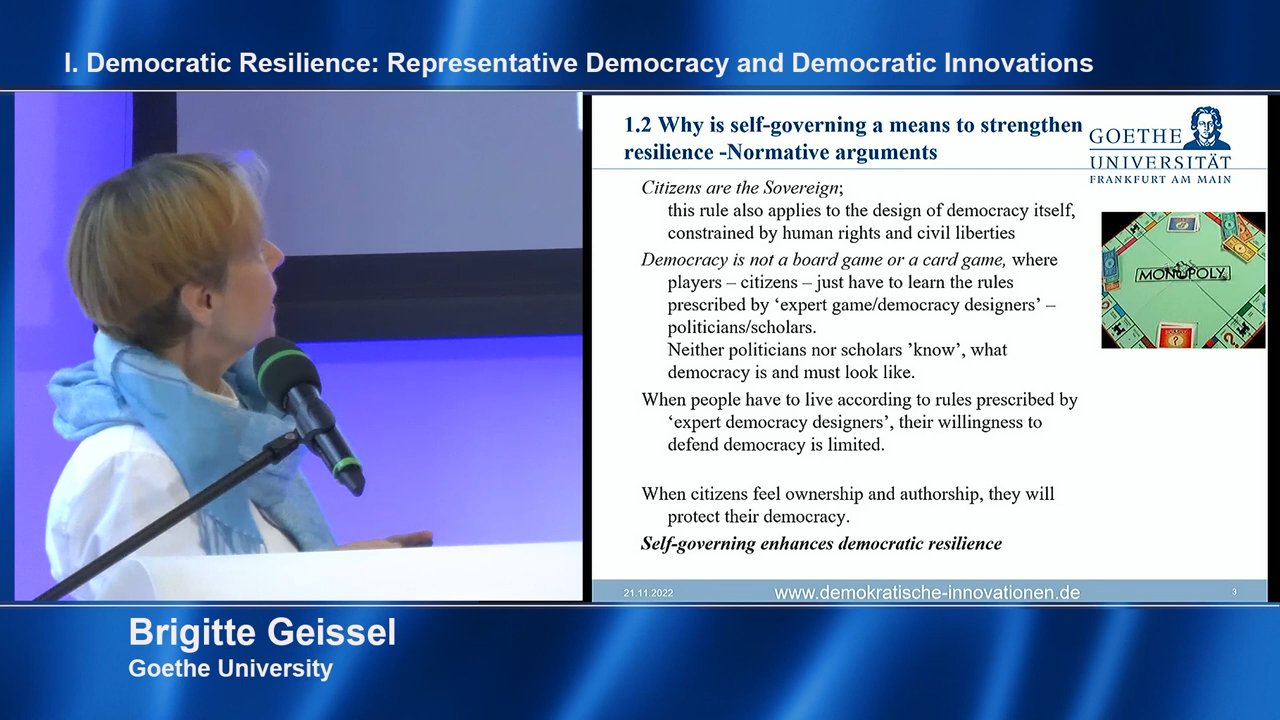 I. Democratic Resilience: Representative Democracy and Democratic Innovations
1.2 Why is self-governing a means to strengthen
resilience -Normative arguments
GOETHE
UNIVERSITÄT
FRANKFURT AM MAIN
Citizens are the Sovereign;
this rule also applies to the design of democracy itself,
constrained by human rights and civil liberties
Democracy is not a board game or a card game, where
players – citizens – just have to learn the rules
prescribed by ‘expert game/democracy designers’ –
politicians/scholars.
Neither politicians nor scholars ’know’, what
democracy is and must look like.
MONOPOLY
When people have to live according to rules prescribed by
‘expert democracy designers’, their willingness to
defend democracy is limited.
When citizens feel ownership and authorship, they will
protect their democracy.
Self-governing enhances democratic resilience
21.11.2022
www.demokratische-innovationen.de
3
Brigitte Geissel
Goethe University